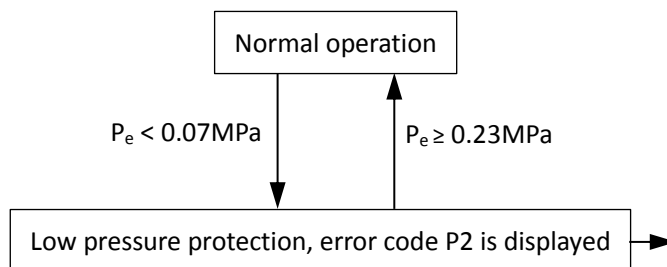 Normal operation
Pe < 0.07MPa
Pe ≥ 0.23MPa
Low pressure protection, error code P2 is displayed